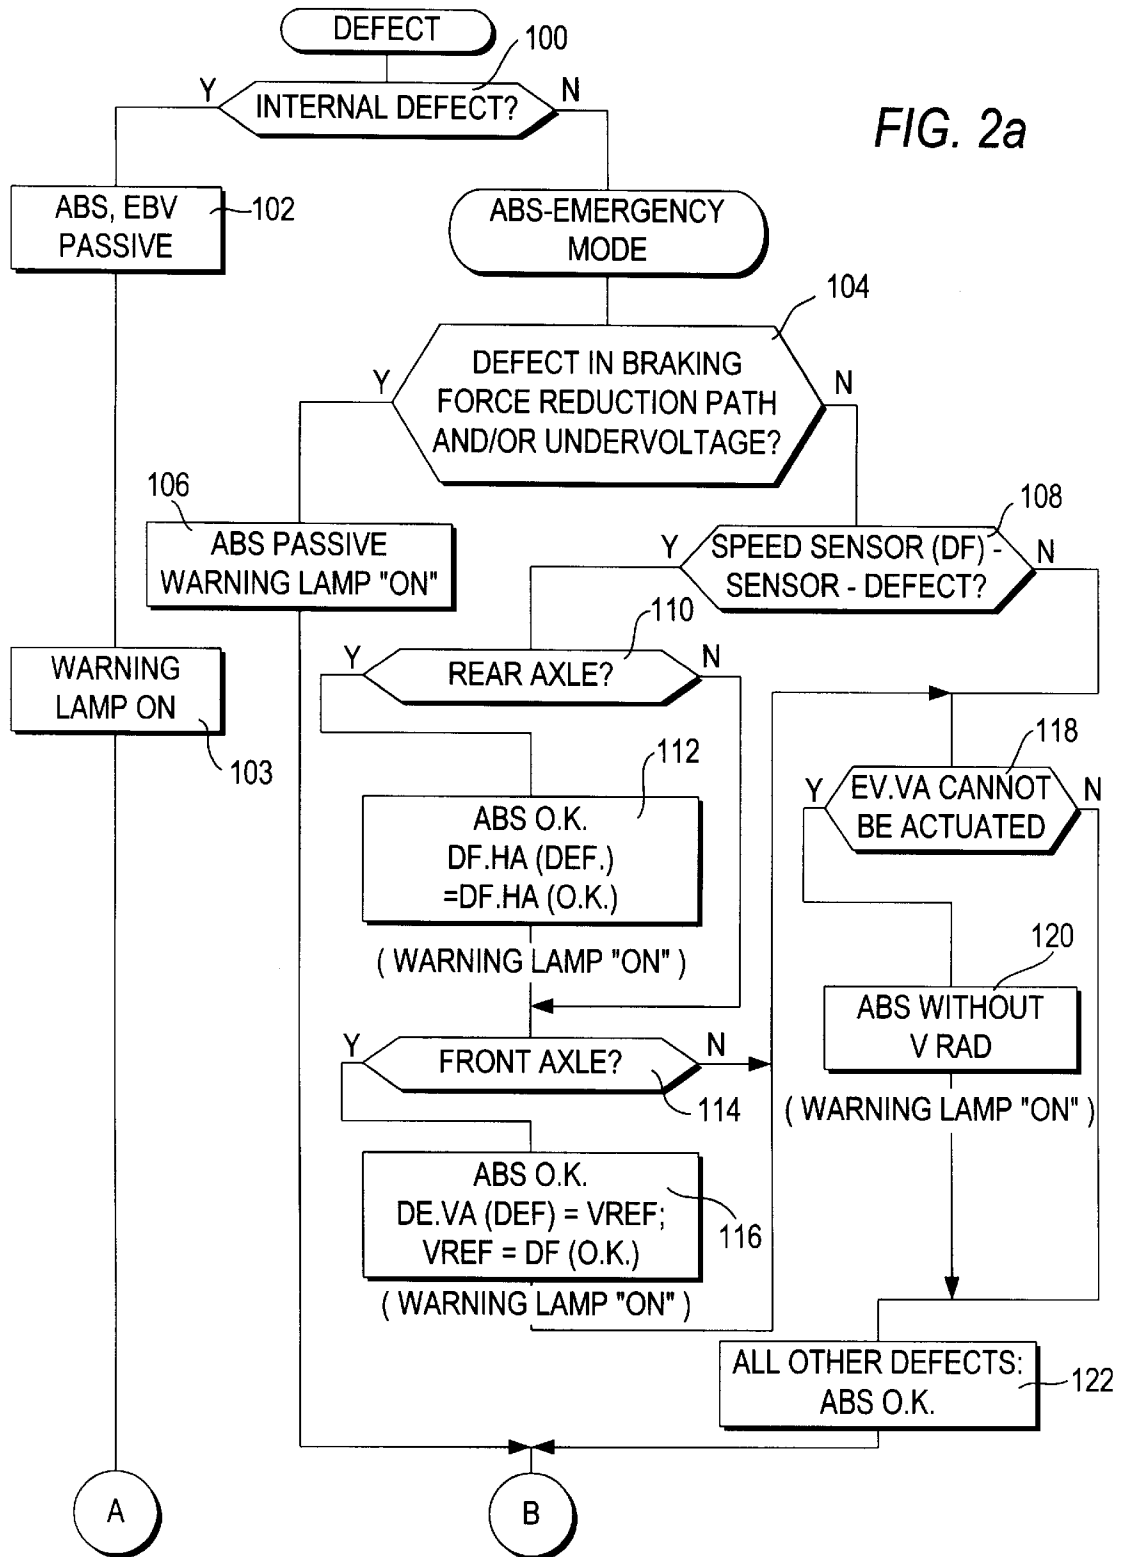 DEFECT
100
Y
INTERNAL DEFECT?
N
FIG. 2a
ABS, EBV
PASSIVE
102
ABS-EMERGENCY
MODE
104
Y
DEFECT IN BRAKING
FORCE REDUCTION PATH
AND/OR UNDERVOLTAGE?
N
106
ABS PASSIVE
WARNING LAMP "ON"
108
Y
SPEED SENSOR (DF) -
SENSOR - DEFECT?
N
110
Y
REAR AXLE?
N
WARNING
LAMP ON
103
112
ABS O.K.
DF.HA (DEF.)
=DF.HA (O.K.)
( WARNING LAMP "ON" )
118
Y
EV.VA CANNOT
BE ACTUATED
N
120
ABS WITHOUT
V RAD
( WARNING LAMP "ON" )
Y
FRONT AXLE?
N
114
ABS O.K.
DE.VA (DEF) = VREF;
VREF = DF (O.K.)
116
( WARNING LAMP "ON" )
ALL OTHER DEFECTS:
ABS O.K.
122
A
B